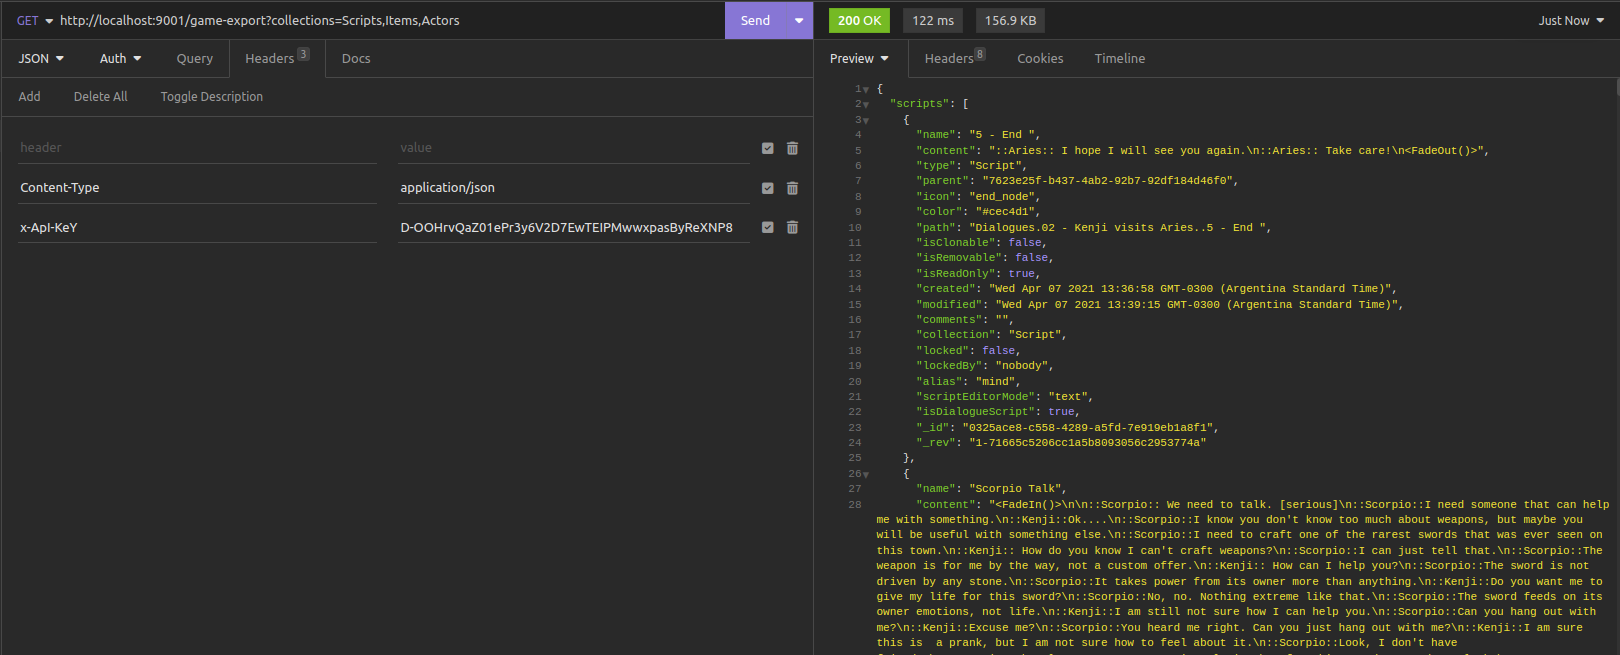 GET http://localhost:9001/game-export?collections=Scripts,Items,Actors Send 200 OK 122 ms 156.9 KB Just Now
JSON Auth Query Headers 3 Docs
Preview Headers 8 Cookies Timeline
Add Delete All Toggle Description
header value
Content-Type application/json
x-ApI-KeY D-OOHrvQaZ01ePr3y6V2D7EwTEIPMwwxpasByReXNP8
1 {
2 "scripts": [
3 {
4 "name": "5 - End ",
5 "content": "::Aries:: I hope I will see you again.\n::Aries:: Take care!\n<FadeOut()>",
6 "type": "Script",
7 "parent": "7623e25f-b437-4ab2-92b7-92df184d46f0",
8 "icon": "end_node",
9 "color": "#cec4d1",
10 "path": "Dialogues.02 - Kenji visits Aries..5 - End ",
11 "isClonable": false,
12 "isRemovable": false,
13 "isReadOnly": true,
14 "created": "Wed Apr 07 2021 13:36:58 GMT-0300 (Argentina Standard Time)",
15 "modified": "Wed Apr 07 2021 13:39:15 GMT-0300 (Argentina Standard Time)",
16 "comments": "",
17 "collection": "Script",
18 "locked": false,
19 "lockedBy": "nobody",
20 "alias": "mind",
21 "scriptEditorMode": "text",
22 "isDialogueScript": true,
23 "_id": "0325ace8-c558-4289-a5fd-7e919eb1a8f1",
24 "_rev": "1-71665c5206cc1a5b8093056c2953774a"
25 },
26 {
27 "name": "Scorpio Talk",
28 "content": "<FadeIn()>\n\n::Scorpio:: We need to talk. [serious]\n::Scorpio::I need someone that can help
me with something.\n::Kenji::Ok....\n::Scorpio::I know you don't know too much about weapons, but maybe you
will be useful with something else.\n::Scorpio::I need to craft one of the rarest swords that was ever seen on
this town.\n::Kenji:: How do you know I can't craft weapons?\n::Scorpio::I can just tell that.\n::Scorpio::The
weapon is for me by the way, not a custom offer.\n::Kenji:: How can I help you?\n::Scorpio::The sword is not
driven by any stone.\n::Scorpio::It takes power from its owner more than anything.\n::Kenji::Do you want me to
give my life for this sword?\n::Scorpio::No, no. Nothing extreme like that.\n::Scorpio::The sword feeds on its
owner emotions, not life.\n::Kenji::I am still not sure how I can help you.\n::Scorpio::Can you hang out with
me?\n::Kenji::Excuse me?\n::Scorpio::You heard me right. Can you just hang out with me?\n::Kenji::I am sure
this is  a prank, but I am not sure how to feel about it.\n::Scorpio::Look, I don't have